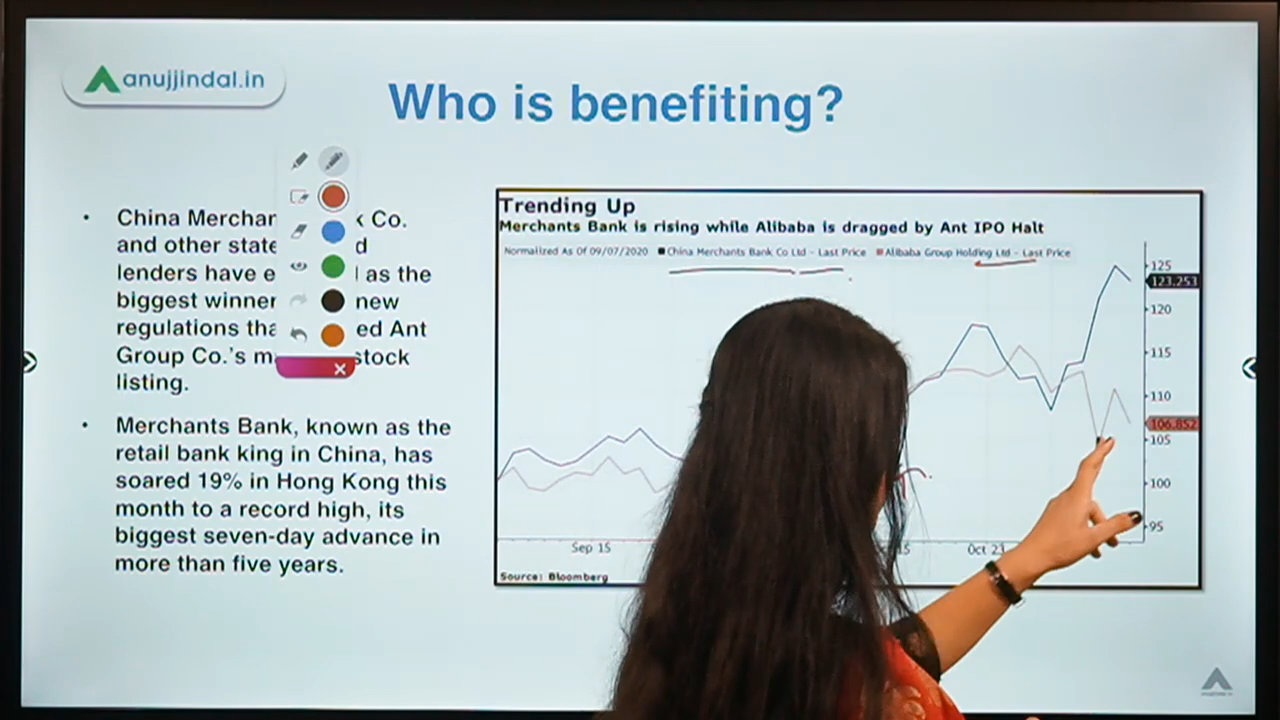 anujjindal.in
Who is benefiting?
• China Merchan k Co.
and other state d
lenders have e l as the
biggest winner new
regulations tha ed Ant
Group Co.'s m stock
listing.
• Merchants Bank, known as the
retail bank king in China, has
soared 19% in Hong Kong this
month to a record high, its
biggest seven-day advance in
more than five years.
Trending Up
Merchants Bank is rising while Alibaba is dragged by Ant IPO Halt
Normalized As Of 09/07/2020 China Merchants Bank Co Ltd - Last Price Alibaba Group Holding Ltd - Last Price
125
123.253
120
115
110
106.852
105
100
95
Sep 15 15 Oct 23
Source: Bloomberg